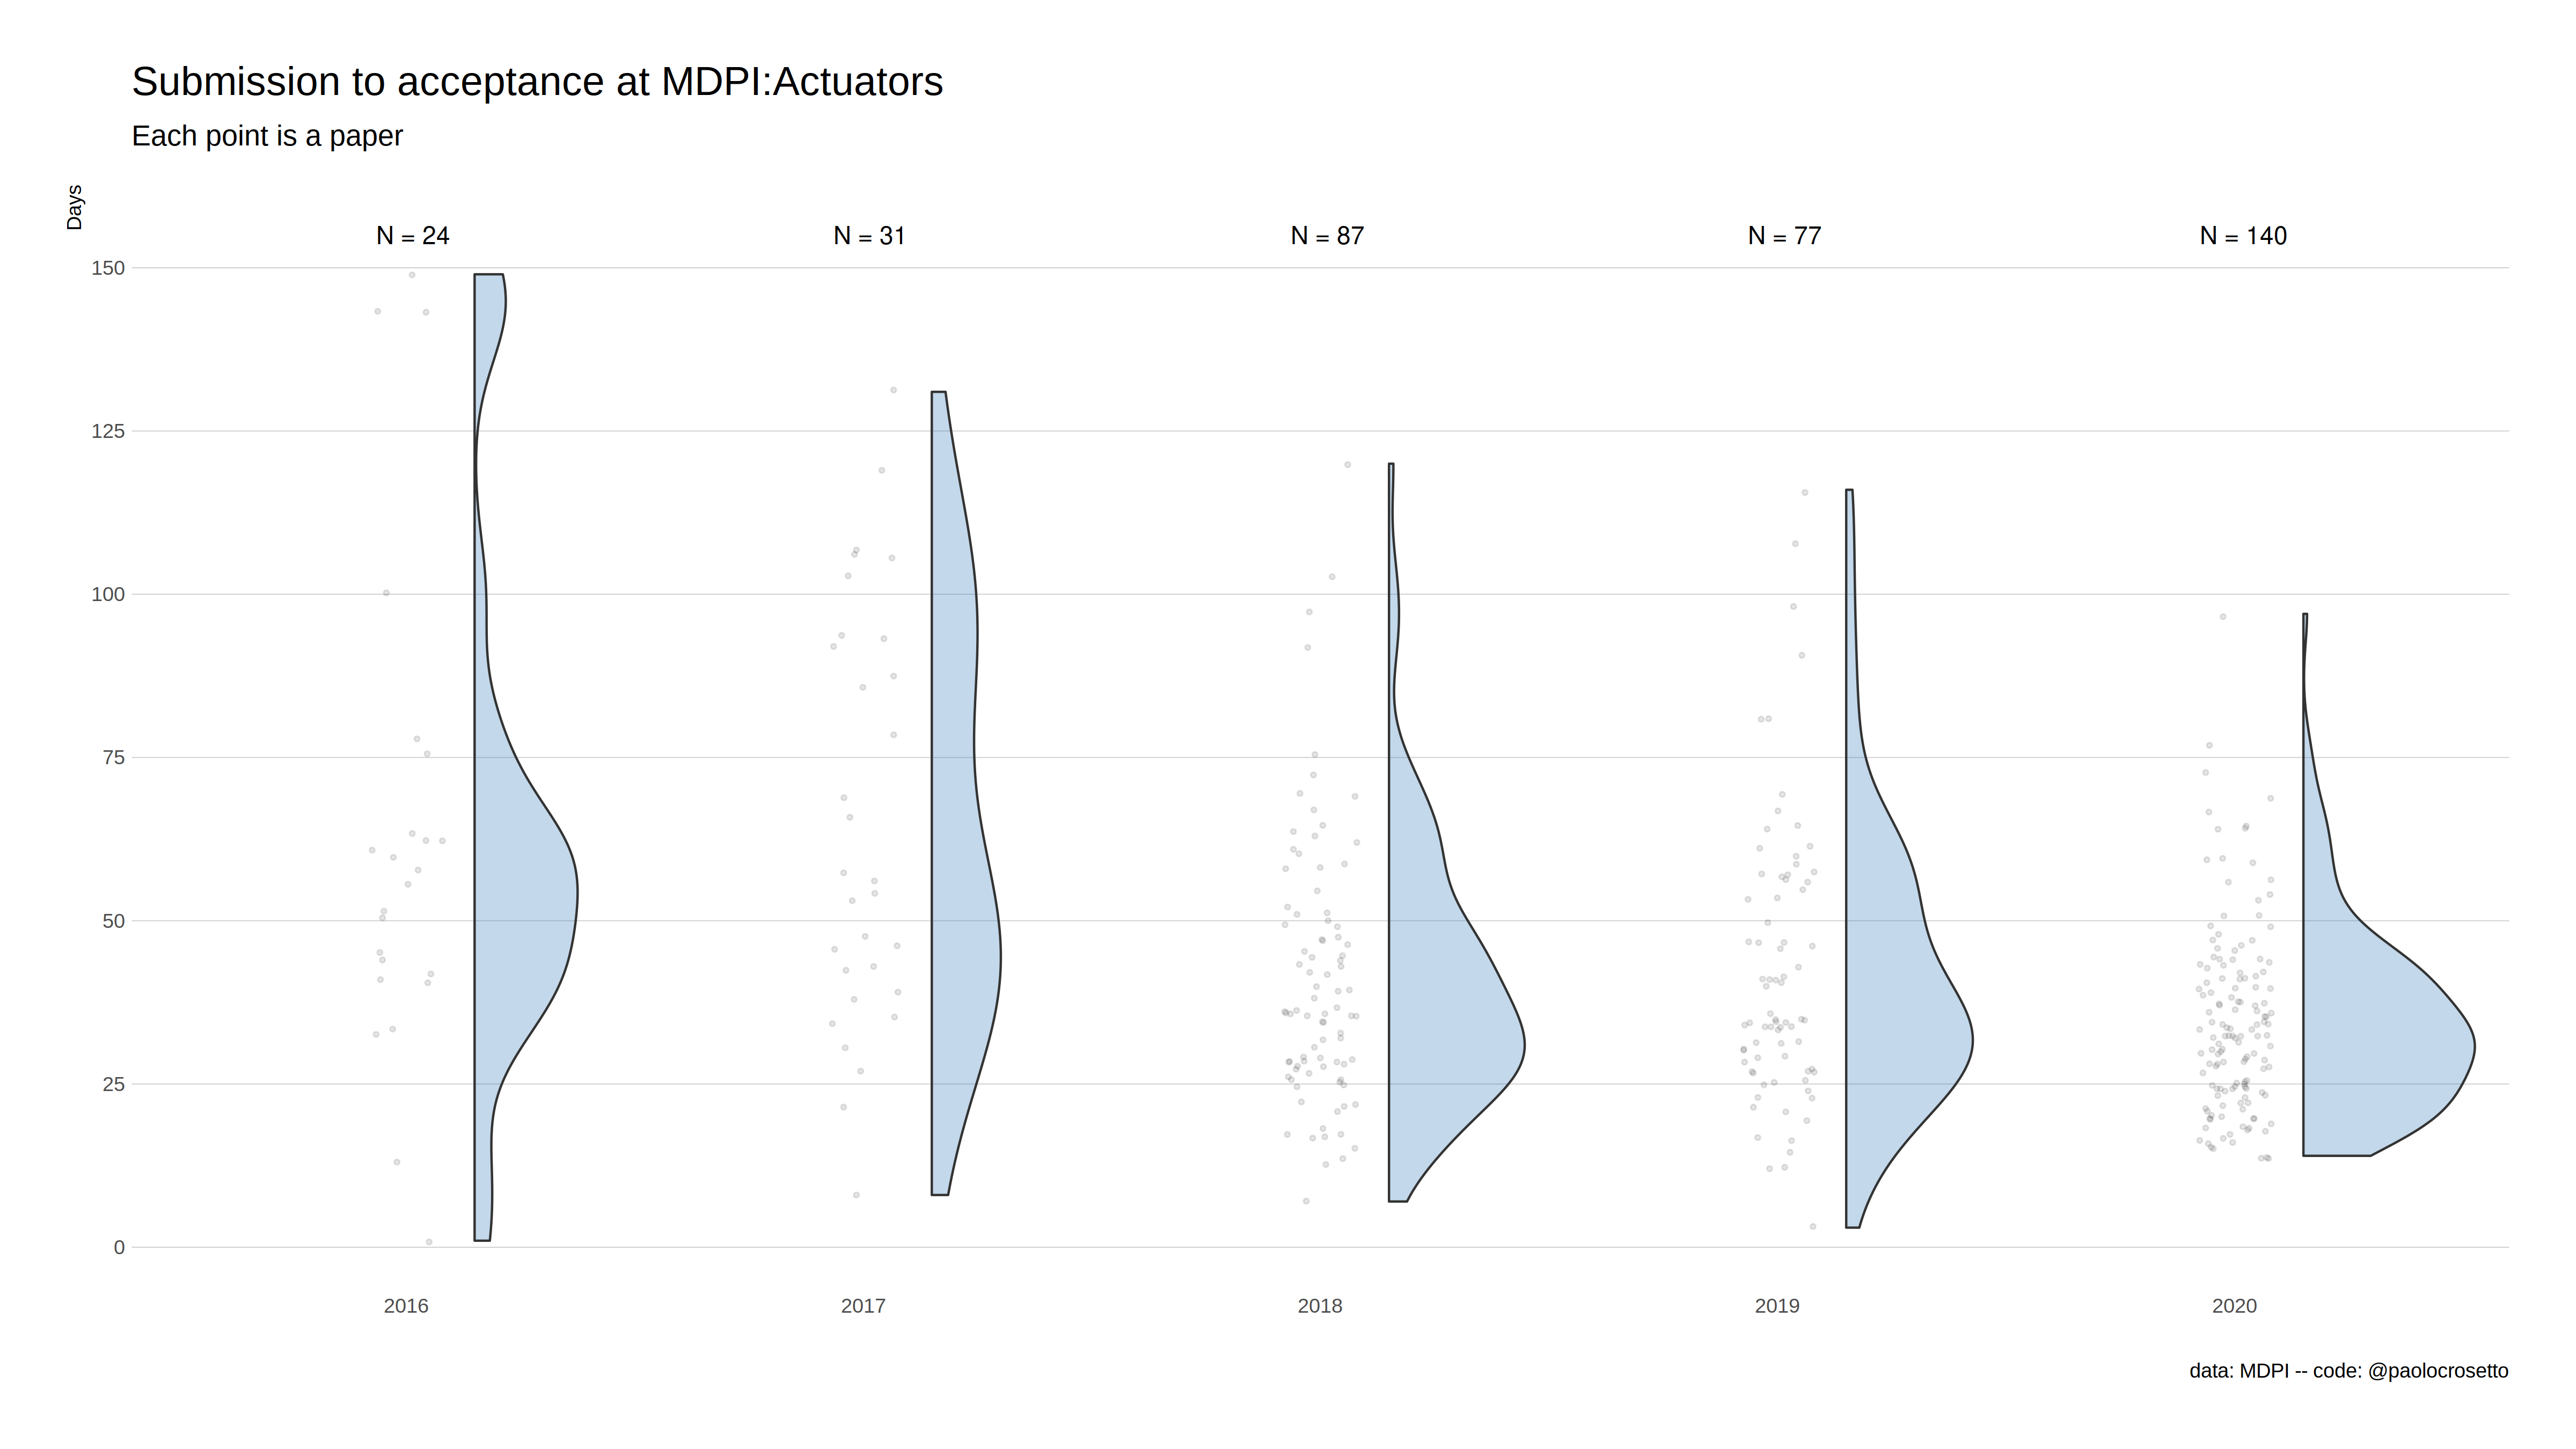 Submission to acceptance at MDPI:Actuators
Each point is a paper
Days
N = 24
N = 31
N = 87
N = 77
N = 140
150
125
100
75
50
25
0
2016
2017
2018
2019
2020
data: MDPI -- code: @paolocrosetto